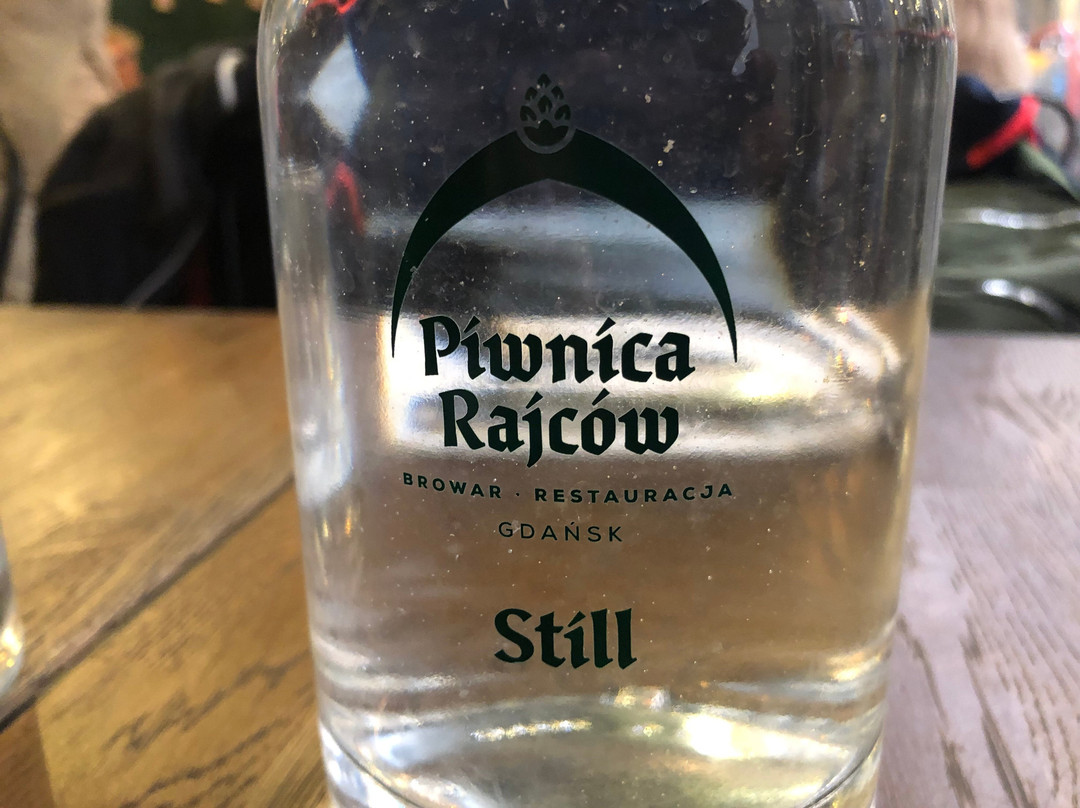 Piwnica
Rajców
BROWAR · RESTAURACJA
GDAŃSK
Still